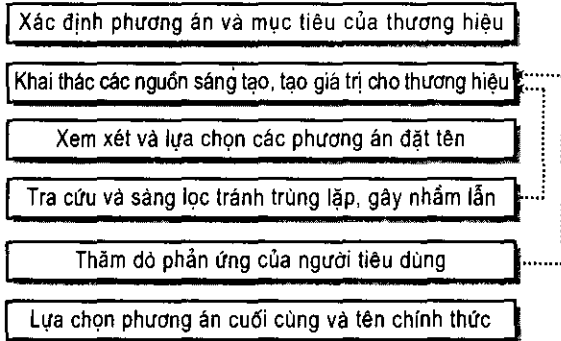 Xác định phương án và mục tiêu của thương hiệu
Khai thác các nguồn sáng tạo, tạo giá trị cho thương hiệu
Xem xét và lựa chọn các phương án đặt tên
Tra cứu và sàng lọc tránh trùng lặp, gây nhầm lẫn
Thăm dò phản ứng của người tiêu dùng
Lựa chọn phương án cuối cùng và tên chính thức